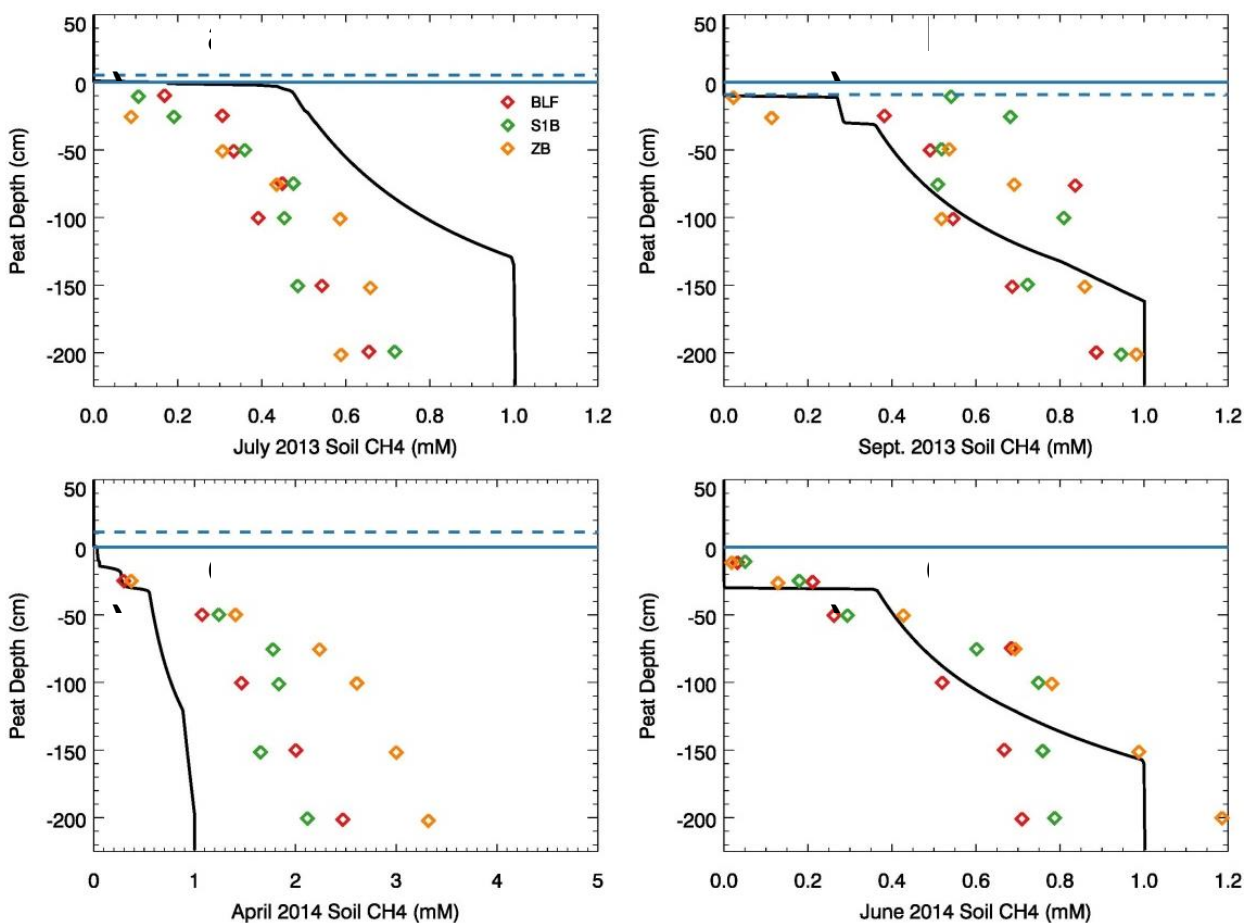 50
0
-50
-100
-150
-200
Peat Depth (cm)
0.0 0.2 0.4 0.6 0.8 1.0 1.2
July 2013 Soil CH4 (mM)
BLF
S1B
ZB
50
0
-50
-100
-150
-200
Peat Depth (cm)
0.0 0.2 0.4 0.6 0.8 1.0 1.2
Sept. 2013 Soil CH4 (mM)
50
0
-50
-100
-150
-200
Peat Depth (cm)
0 1 2 3 4 5
April 2014 Soil CH4 (mM)
50
0
-50
-100
-150
-200
Peat Depth (cm)
0.0 0.2 0.4 0.6 0.8 1.0 1.2
June 2014 Soil CH4 (mM)